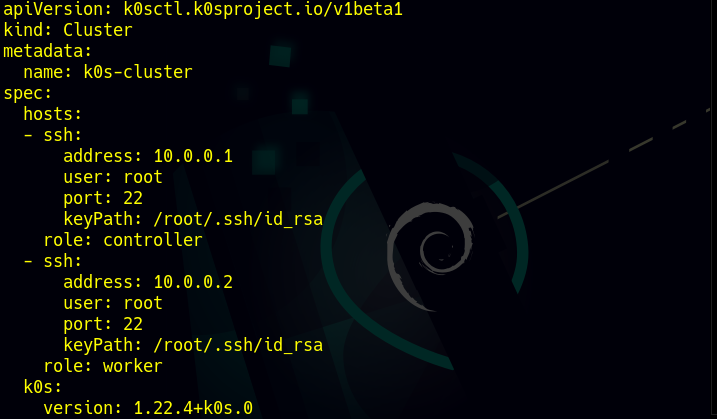 apiVersion: k0sctl.k0sproject.io/v1beta1
kind: Cluster
metadata:
  name: k0s-cluster
spec:
  hosts:
  - ssh:
      address: 10.0.0.1
      user: root
      port: 22
      keyPath: /root/.ssh/id_rsa
    role: controller
  - ssh:
      address: 10.0.0.2
      user: root
      port: 22
      keyPath: /root/.ssh/id_rsa
    role: worker
  k0s:
    version: 1.22.4+k0s.0